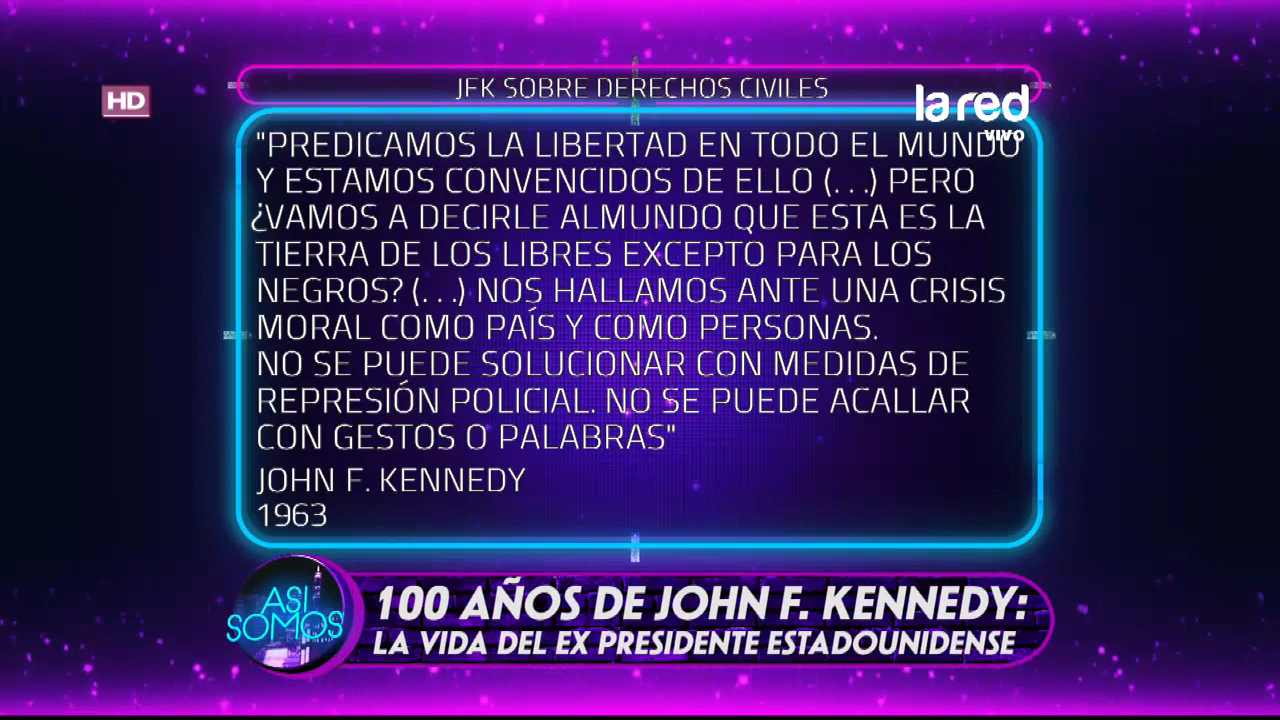 JFK SOBRE DERECHOS CIVILES
HD
la red
VIVO
"PREDICAMOS LA LIBERTAD EN TODO EL MUNDO
Y ESTAMOS CONVENCIDOS DE ELLO (. . .) PERO
¿VAMOS A DECIRLE ALMUNDO QUE ESTA ES LA
TIERRA DE LOS LIBRES EXCEPTO PARA LOS
NEGROS? (. . .) NOS HALLAMOS ANTE UNA CRISIS
MORAL COMO PAÍS Y COMO PERSONAS.
NO SE PUEDE SOLUCIONAR CON MEDIDAS DE
REPRESIÓN POLICIAL. NO SE PUEDE ACALLAR
CON GESTOS O PALABRAS"
JOHN F. KENNEDY
1963
ASI
SOMOS
100 AÑOS DE JOHN F. KENNEDY:
LA VIDA DEL EX PRESIDENTE ESTADOUNIDENSE